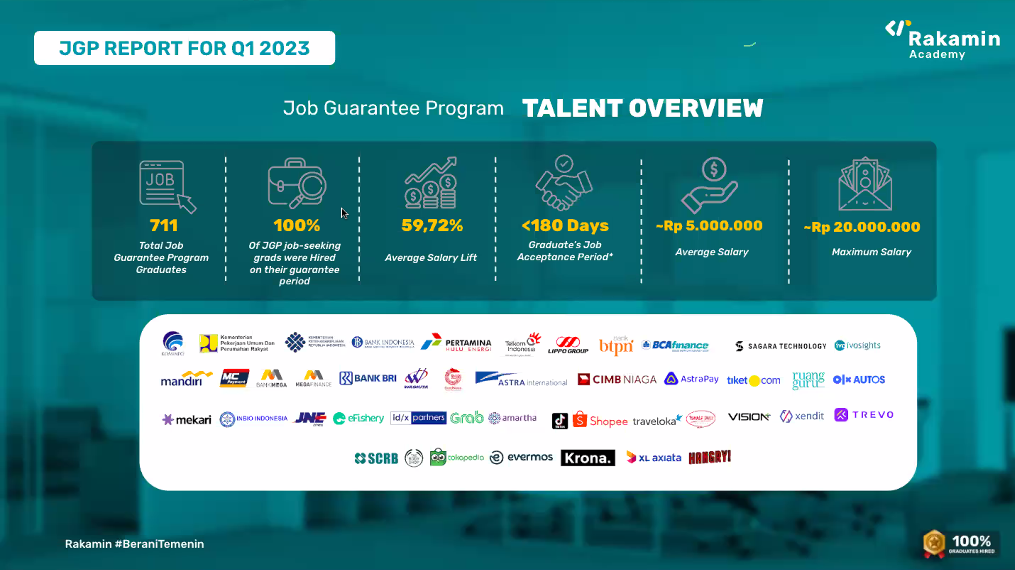 JGP REPORT FOR Q1 2023
Rakamin
Academy
Job Guarantee Program TALENT OVERVIEW
JOB
711
Total Job
Guarantee Program
Graduates
100%
Of JGP job-seeking
grads were Hired
on their guarantee
period
59,72%
Average Salary Lift
<180 Days
Graduate's Job
Acceptance Period*
~Rp 5.000.000
Average Salary
~Rp 20.000.000
Maximum Salary
Kementerian
Pekerjaan Umum Dan
Perumahan Rakyat
BANK INDONESIA
PERTAMINA
HULU ENERGI
Telkom
Indonesia
LIPPO GROUP
bank
btpn
BCAfinance
SAGARA TECHNOLOGY
ivosights
mandiri
MC
Payment
BANK MEGA
MEGA FINANCE
BANK BRI
ASTRA international
CIMB NIAGA
AstraPay
tiket.com
ruang
guru
OLX AUTOS
mekari
INBIO INDONESIA
JNE
eFishery
id/x partners
Grab
amartha
Shopee
traveloka
VISION+
xendit
TREVO
SCRB
tokopedia
evermos
Krona.
XL axiata
HANGRY!
Rakamin #BeraniTemenin
100%
GRADUATES HIRED